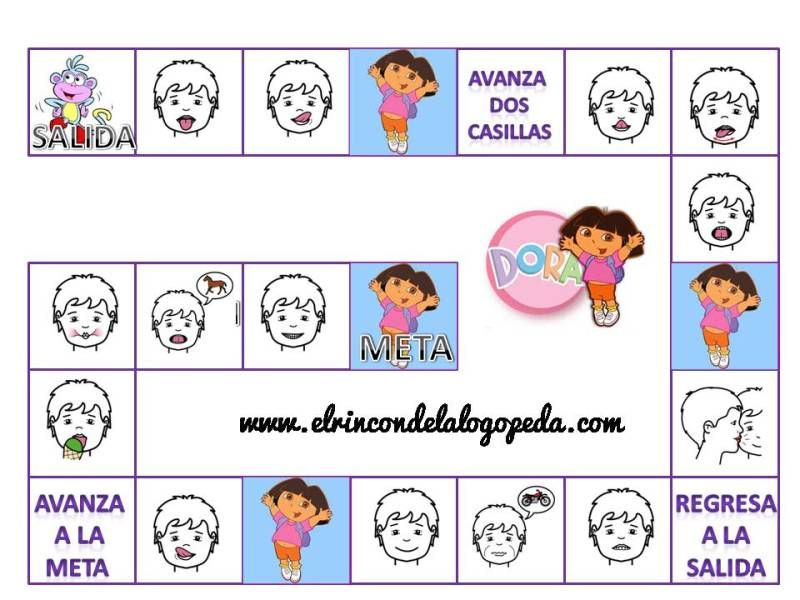 SALIDA
AVANZA
DOS
CASILLAS
DORA
META
www.elrincondelalogopeda.com
AVANZA
A LA
META
REGRESA
A LA
SALIDA